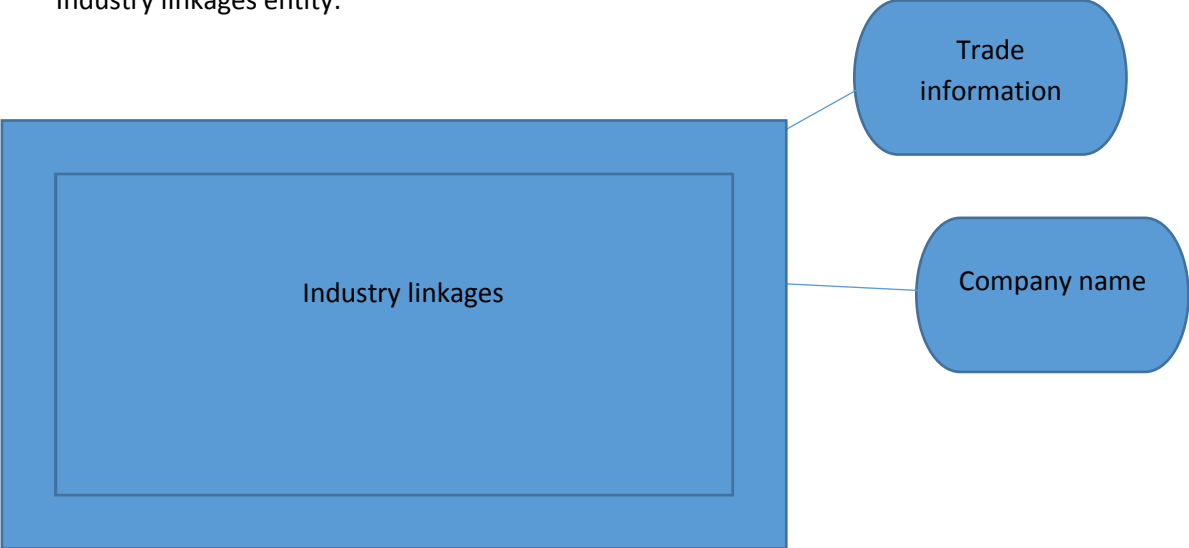 Industry linkages entity.
Trade
information
Company name
Industry linkages